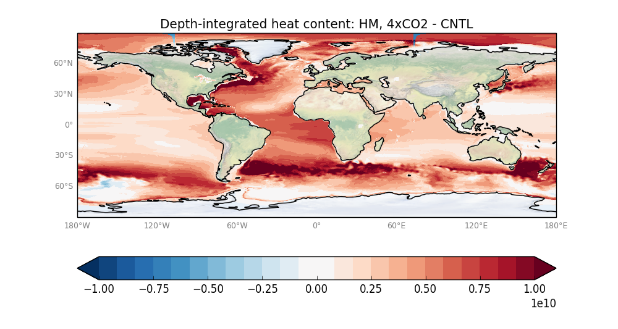 Depth-integrated heat content: HM, 4xCO2 - CNTL
60°N
30°N
0°
30°S
60°S
180°W 120°W 60°W 0° 60°E 120°E 180°E
−1.00 −0.75 −0.50 −0.25 0.00 0.25 0.50 0.75 1.00
1e10